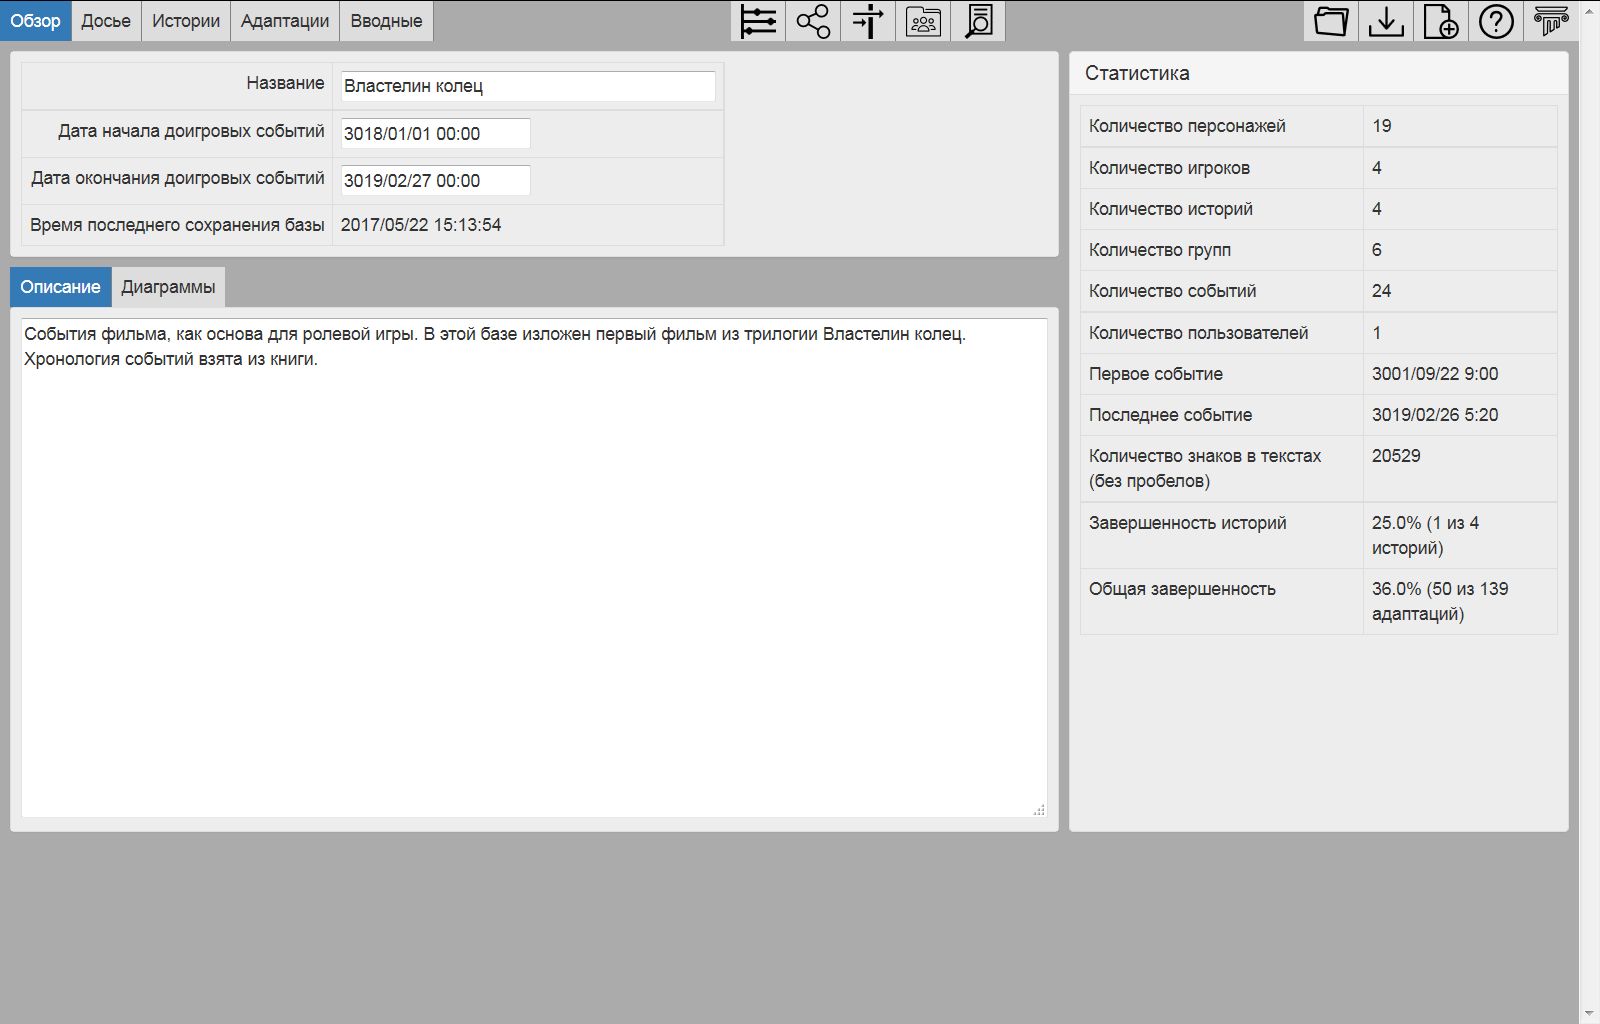 Обзор Досье Истории Адаптации Вводные
Название Властелин колец
Дата начала доигровых событий 3018/01/01 00:00
Дата окончания доигровых событий 3019/02/27 00:00
Время последнего сохранения базы 2017/05/22 15:13:54
Описание Диаграммы
События фильма, как основа для ролевой игры. В этой базе изложен первый фильм из трилогии Властелин колец.
Хронология событий взята из книги.
Статистика
Количество персонажей 19
Количество игроков 4
Количество историй 4
Количество групп 6
Количество событий 24
Количество пользователей 1
Первое событие 3001/09/22 9:00
Последнее событие 3019/02/26 5:20
Количество знаков в текстах 20529
(без пробелов)
Завершенность историй 25.0% (1 из 4
историй)
Общая завершенность 36.0% (50 из 139
адаптаций)